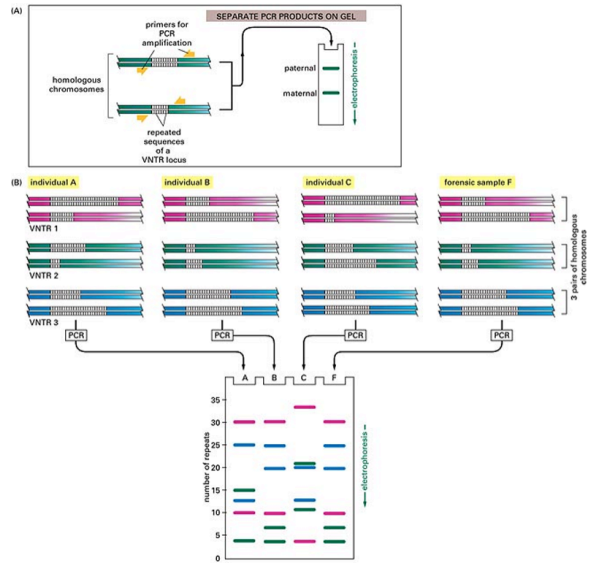 (A)
SEPARATE PCR PRODUCTS ON GEL
primers for
PCR
amplification
homologous
chromosomes
repeated
sequences
of a
VNTR locus
paternal
maternal
electrophoresis
(B)
individual A
individual B
individual C
forensic sample F
VNTR 1
VNTR 2
VNTR 3
3 pairs of homologous
chromosomes
PCR
PCR
PCR
PCR
A
B
C
F
number of repeats
35
30
25
20
15
10
5
0
electrophoresis